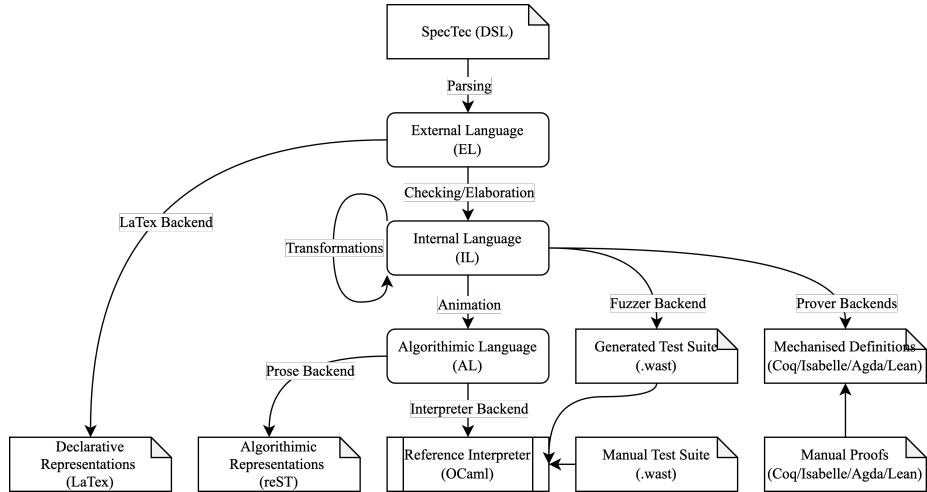 SpecTec (DSL)
Parsing
External Language
(EL)
Checking/Elaboration
LaTex Backend
Internal Language
(IL)
Transformations
Animation
Fuzzer Backend
Prover Backends
Algorithimic Language
(AL)
Generated Test Suite
(.wast)
Mechanised Definitions
(Coq/Isabelle/Agda/Lean)
Prose Backend
Interpreter Backend
Declarative
Representations
(LaTex)
Algorithimic
Representations
(reST)
Reference Interpreter
(OCaml)
Manual Test Suite
(.wast)
Manual Proofs
(Coq/Isabelle/Agda/Lean)